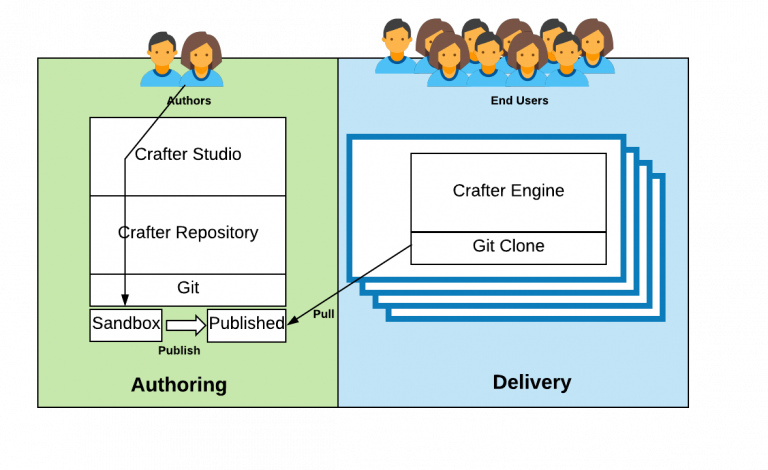 Authors
End Users
Crafter Studio
Crafter Engine
Crafter Repository
Git Clone
Git
Pull
Sandbox
Published
Publish
Authoring
Delivery